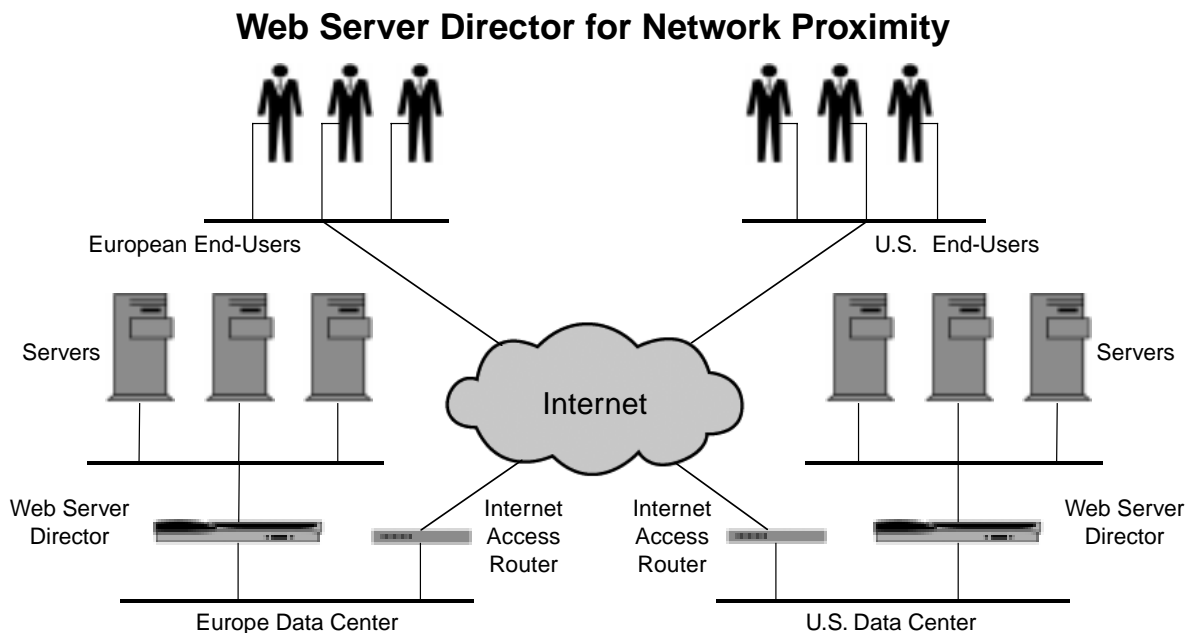 Web Server Director for Network Proximity
European End-Users
U.S. End-Users
Servers
Internet
Servers
Web Server
Director
Internet
Access
Router
Internet
Access
Router
Web Server
Director
Europe Data Center
U.S. Data Center